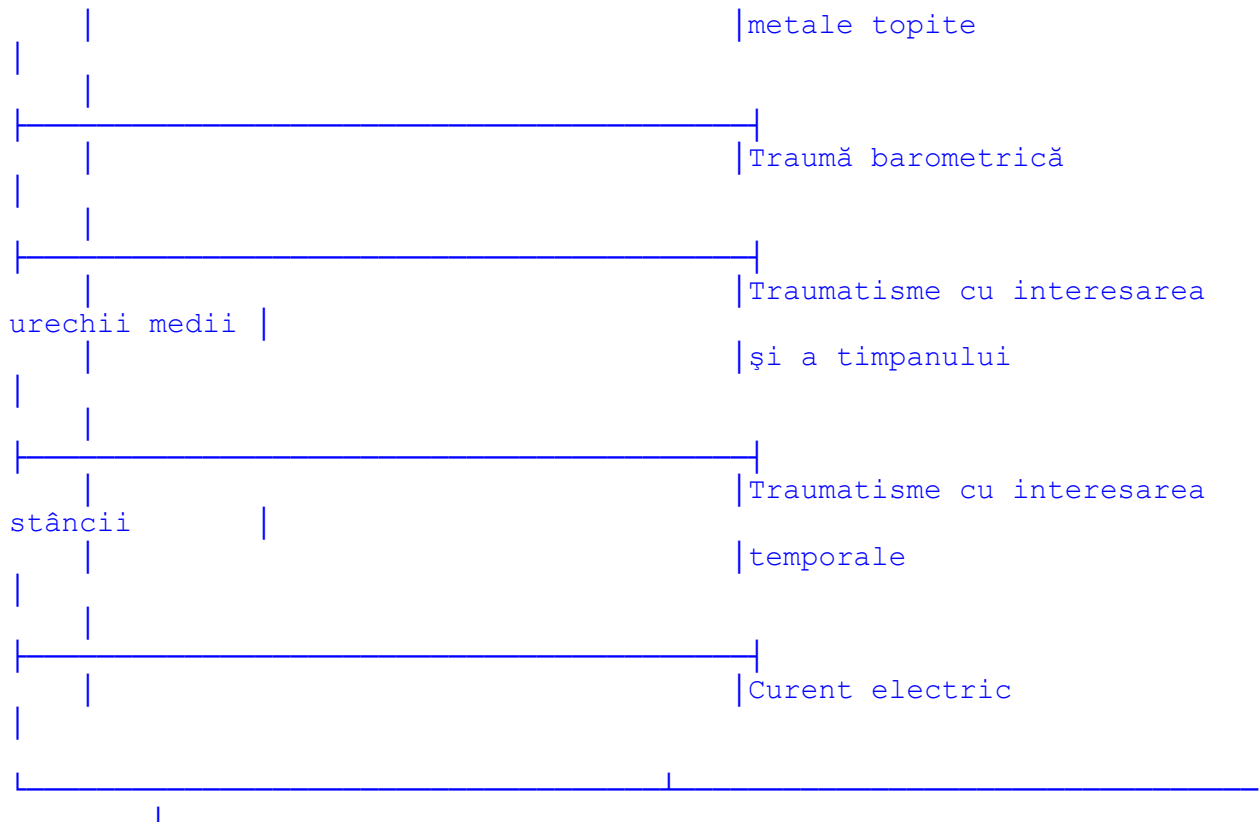 metale topite
Traumă barometrică
Traumatisme cu interesarea
urechii medii
şi a timpanului
Traumatisme cu interesarea
stâncii
temporale
Curent electric